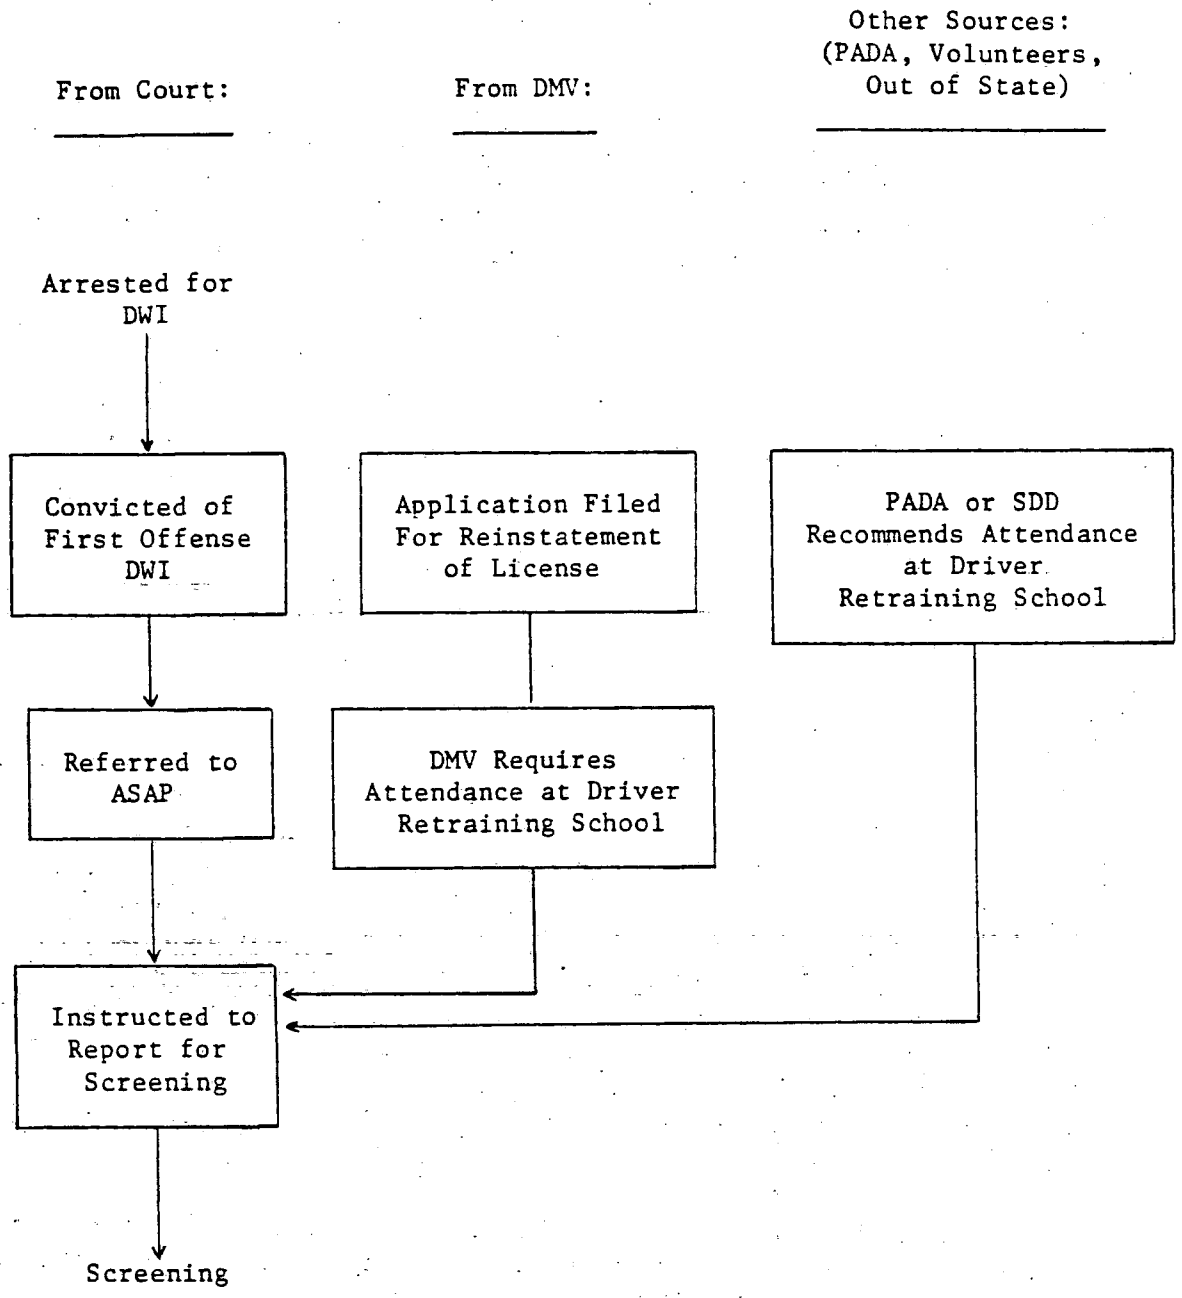 Other Sources:
(PADA, Volunteers,
Out of State)
From Court:
From DMV:
Arrested for
DWI
Convicted of
First Offense
DWI
Application Filed
For Reinstatement
of License
PADA or SDD
Recommends Attendance
at Driver
Retraining School
Referred to
ASAP
DMV Requires
Attendance at Driver
Retraining School
Instructed to
Report for
Screening
Screening